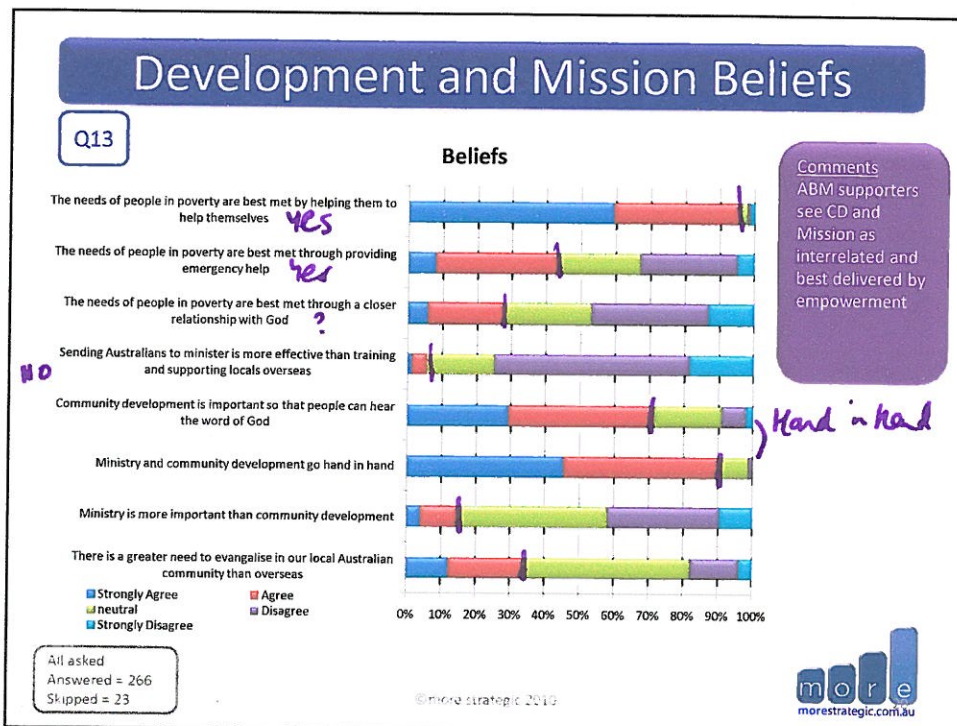 Development and Mission Beliefs
Q13
Beliefs
The needs of people in poverty are best met by helping them to
help themselves
yes
The needs of people in poverty are best met through providing
emergency help
yes
The needs of people in poverty are best met through a closer
relationship with God
?
Sending Australians to minister is more effective than training
and supporting locals overseas
NO
Community development is important so that people can hear
the word of God
Ministry and community development go hand in hand
Hand in hand
Ministry is more important than community development
There is a greater need to evangalise in our local Australian
community than overseas
Strongly Agree
Agree
neutral
Disagree
Strongly Disagree
0% 10% 20% 30% 40% 50% 60% 70% 80% 90% 100%
Comments
ABM supporters
see CD and
Mission as
interrelated and
best delivered by
empowerment
All asked
Answered = 266
Skipped = 23
©more strategic 2010
more
morestrategic.com.au